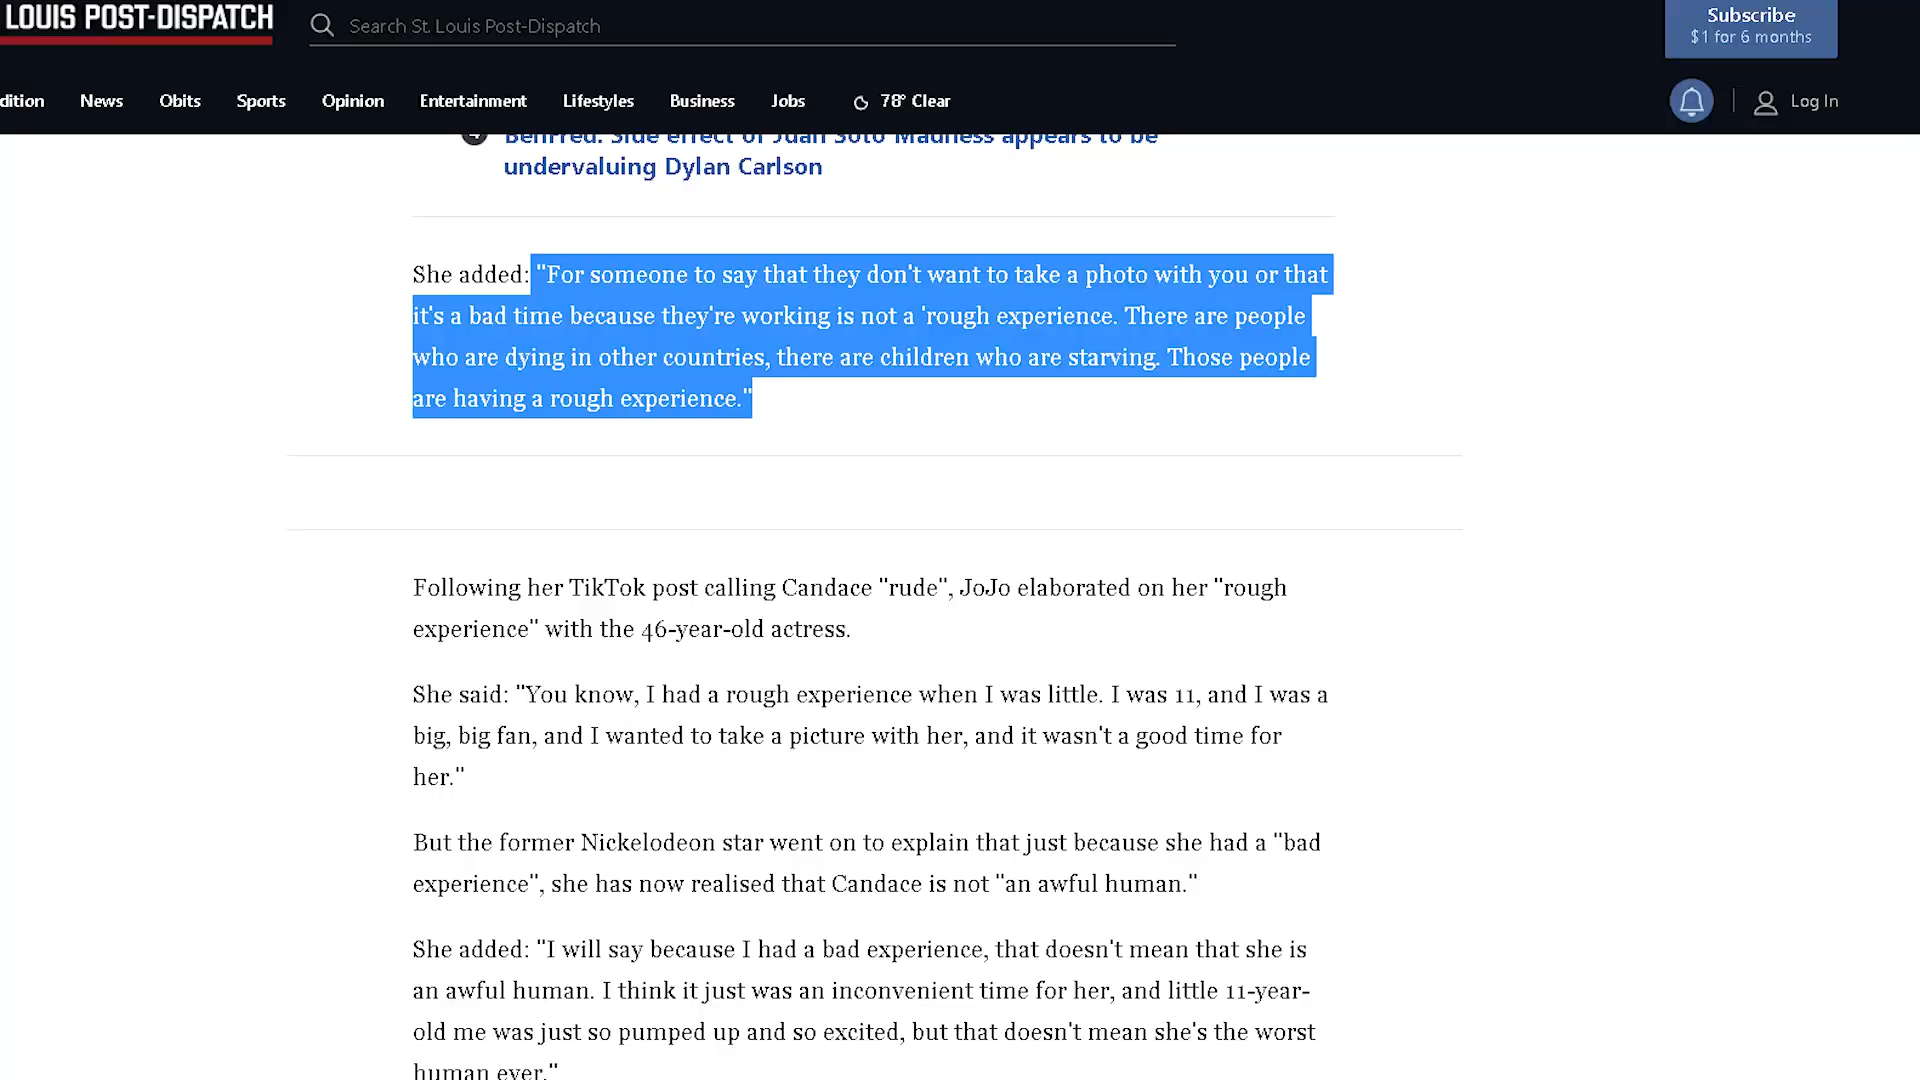 LOUIS POST-DISPATCH
Search St. Louis Post-Dispatch
Subscribe
$1 for 6 months
dition News Obits Sports Opinion Entertainment Lifestyles Business Jobs 78° Clear
Log In
BenFred: Side effect of Juan Soto Madness appears to be
undervaluing Dylan Carlson
She added: "For someone to say that they don't want to take a photo with you or that
it's a bad time because they're working is not a 'rough experience. There are people
who are dying in other countries, there are children who are starving. Those people
are having a rough experience."
Following her TikTok post calling Candace "rude", JoJo elaborated on her "rough
experience" with the 46-year-old actress.
She said: "You know, I had a rough experience when I was little. I was 11, and I was a
big, big fan, and I wanted to take a picture with her, and it wasn't a good time for
her."
But the former Nickelodeon star went on to explain that just because she had a "bad
experience", she has now realised that Candace is not "an awful human."
She added: "I will say because I had a bad experience, that doesn't mean that she is
an awful human. I think it just was an inconvenient time for her, and little 11-year-
old me was just so pumped up and so excited, but that doesn't mean she's the worst
human ever."